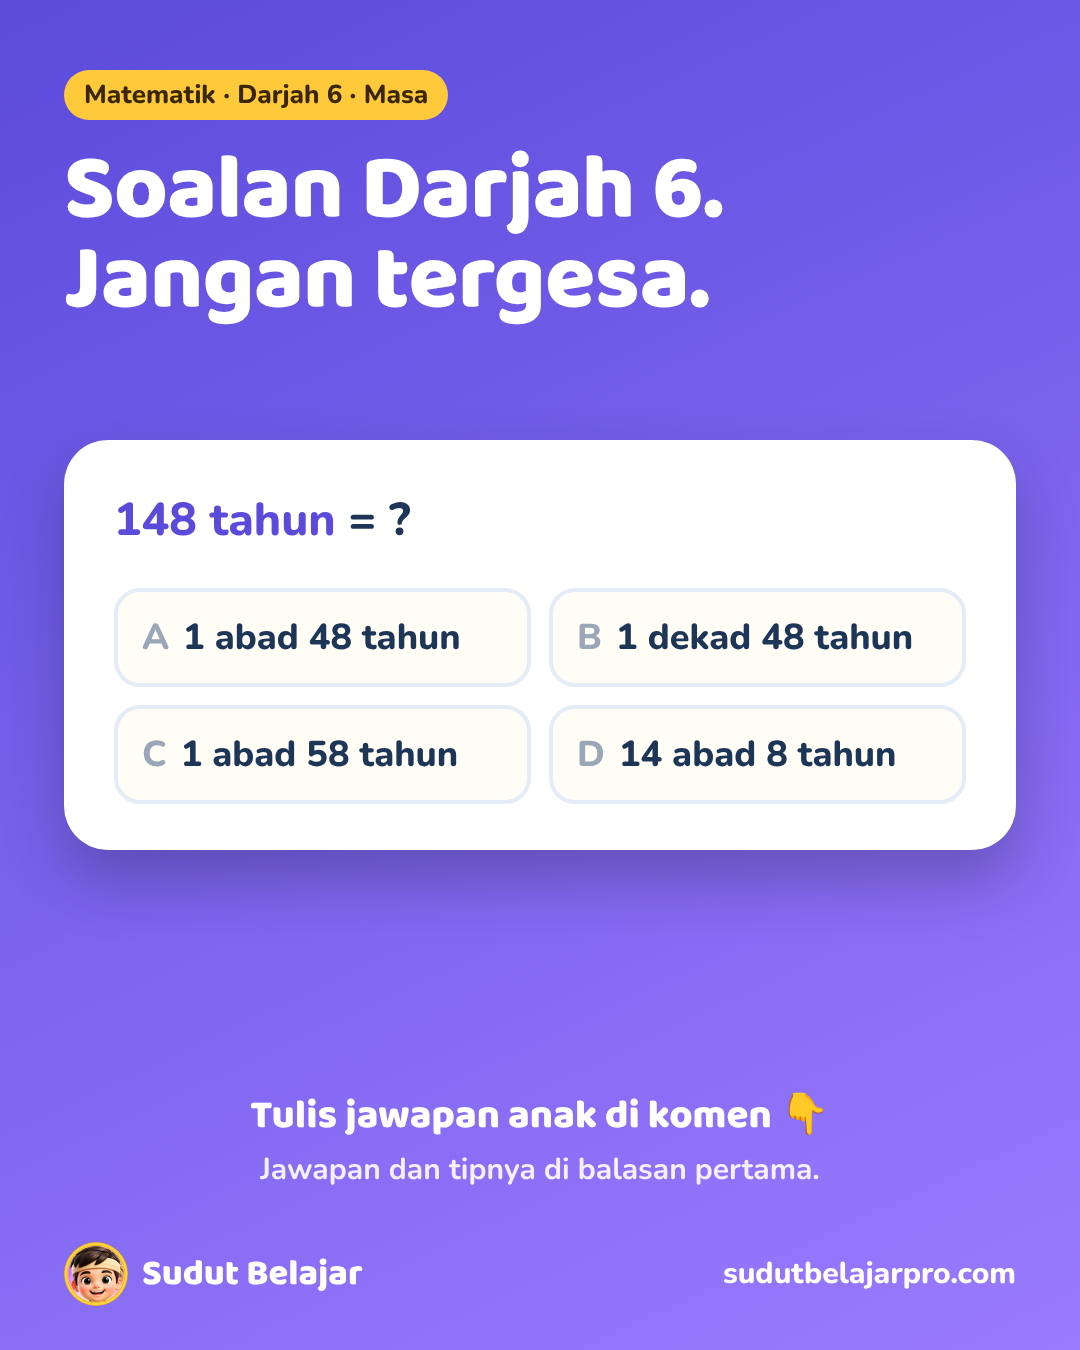 Matematik · Darjah 6 · Masa
Soalan Darjah 6.
Jangan tergesa.
148 tahun = ?
A 1 abad 48 tahun
B 1 dekad 48 tahun
C 1 abad 58 tahun
D 14 abad 8 tahun
Tulis jawapan anak di komen 👇
Jawapan dan tipnya di balasan pertama.
Sudut Belajar
sudutbelajarpro.com